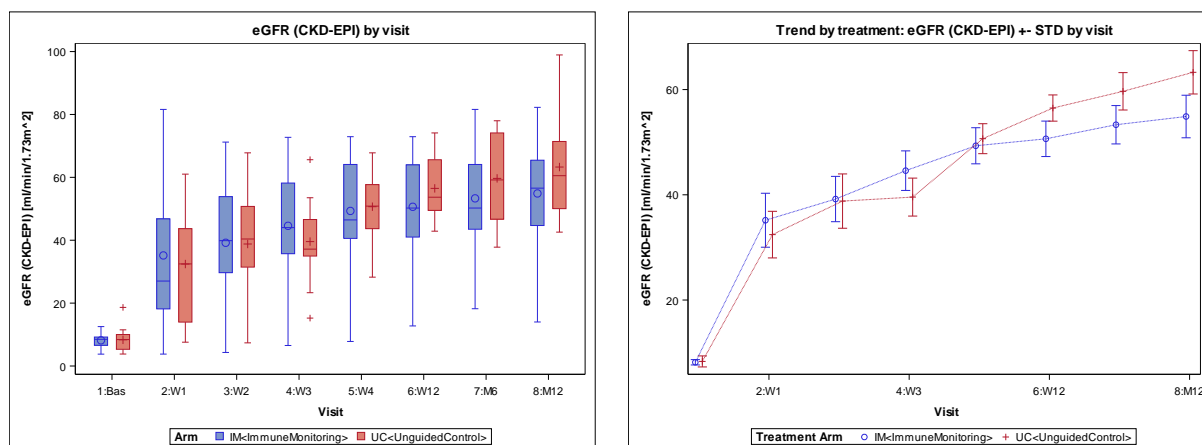 eGFR (CKD-EPI) by visit
eGFR (CKD-EPI) [ml/min/1.73m^2]
100
80
60
40
20
0
1:Bas 2:W1 3:W2 4:W3 5:W4 6:W12 7:M6 8:M12
Visit
Arm IM<ImmuneMonitoring> UC<UnguidedControl>
Trend by treatment: eGFR (CKD-EPI) +- STD by visit
eGFR (CKD-EPI) [ml/min/1.73m^2]
60
40
20
2:W1 4:W3 6:W12 8:M12
Visit
Treatment Arm IM<ImmuneMonitoring> UC<UnguidedControl>